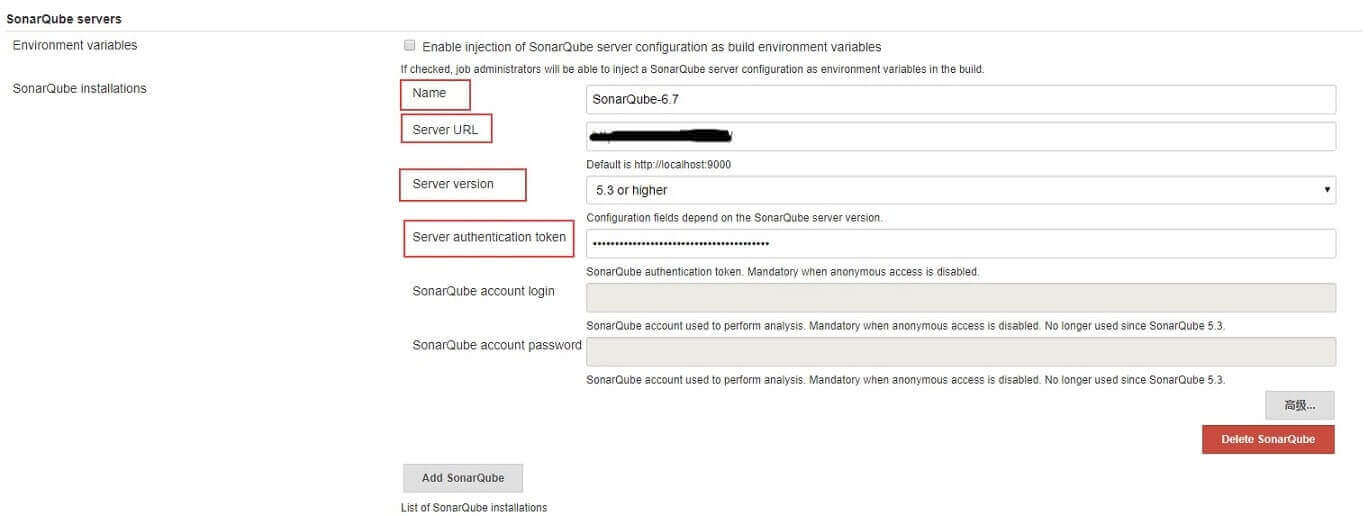 SonarQube servers
Environment variables
Enable injection of SonarQube server configuration as build environment variables
If checked, job administrators will be able to inject a SonarQube server configuration as environment variables in the build.
SonarQube installations
Name
SonarQube-6.7
Server URL
Default is http://localhost:9000
Server version
5.3 or higher
Configuration fields depend on the SonarQube server version.
Server authentication token
SonarQube authentication token. Mandatory when anonymous access is disabled.
SonarQube account login
SonarQube account used to perform analysis. Mandatory when anonymous access is disabled. No longer used since SonarQube 5.3.
SonarQube account password
SonarQube account used to perform analysis. Mandatory when anonymous access is disabled. No longer used since SonarQube 5.3.
高级...
Delete SonarQube
Add SonarQube
List of SonarQube installations